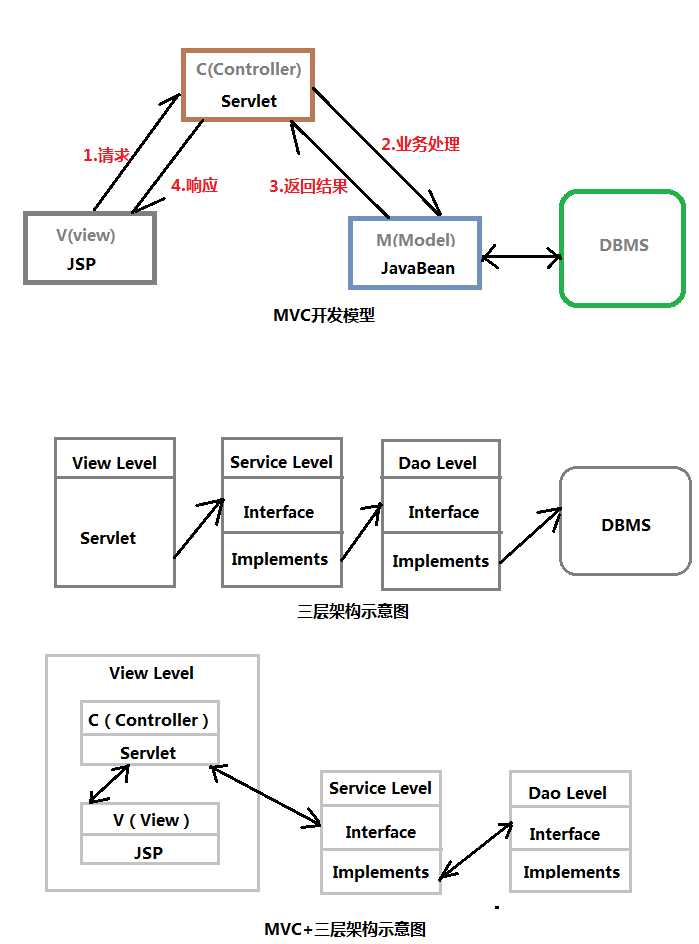 C(Controller)
Servlet
1.请求
4.响应
3.返回结果
2.业务处理
V(view)
JSP
M(Model)
JavaBean
DBMS
MVC开发模型
View Level
Servlet
Service Level
Interface
Implements
Dao Level
Interface
Implements
DBMS
三层架构示意图
View Level
C ( Controller )
Servlet
V ( View )
JSP
Service Level
Interface
Implements
Dao Level
Interface
Implements
MVC+三层架构示意图